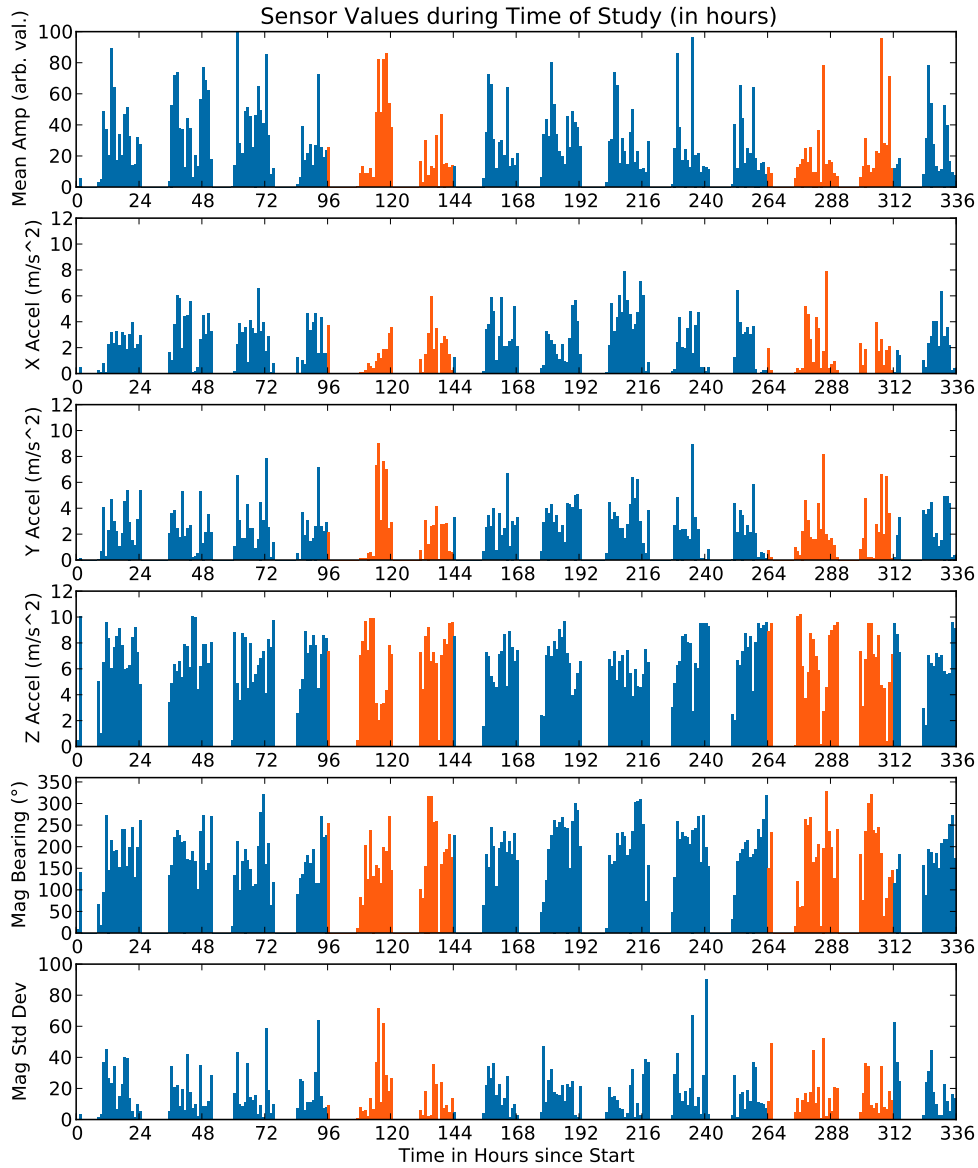 Sensor Values during Time of Study (in hours)
Mean Amp (arb. val.)
100
80
60
40
20
0
0 24 48 72 96 120 144 168 192 216 240 264 288 312 336
X Accel (m/s^2)
12
10
8
6
4
2
0
0 24 48 72 96 120 144 168 192 216 240 264 288 312 336
Y Accel (m/s^2)
12
10
8
6
4
2
0
0 24 48 72 96 120 144 168 192 216 240 264 288 312 336
Z Accel (m/s^2)
12
10
8
6
4
2
0
0 24 48 72 96 120 144 168 192 216 240 264 288 312 336
Mag Bearing (°)
350
300
250
200
150
100
50
0
0 24 48 72 96 120 144 168 192 216 240 264 288 312 336
Mag Std Dev
100
80
60
40
20
0
0 24 48 72 96 120 144 168 192 216 240 264 288 312 336
Time in Hours since Start